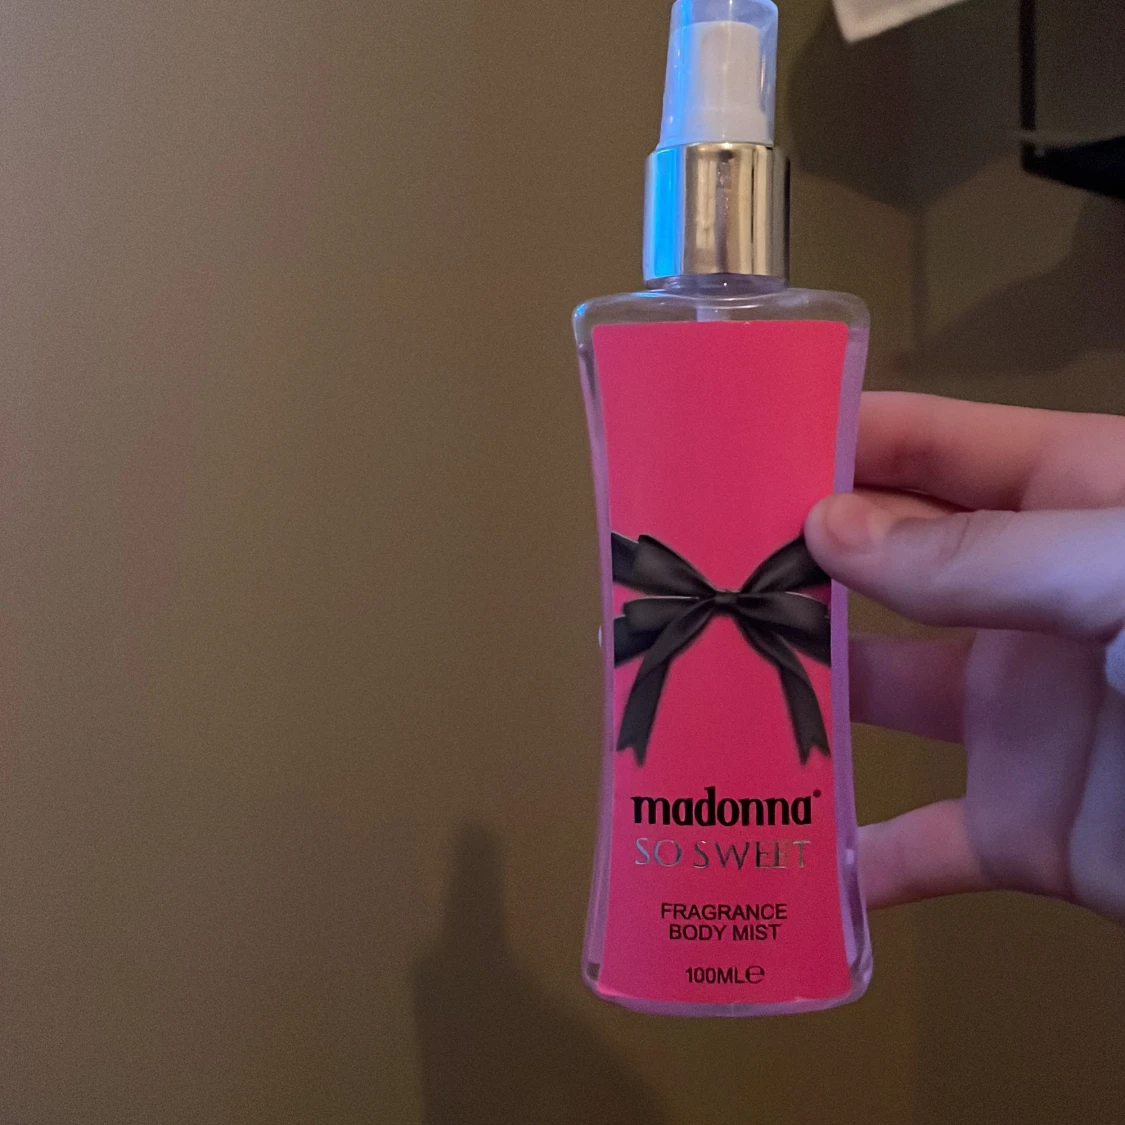 madonna®
SO SWEET
FRAGRANCE
BODY MIST
100ML℮